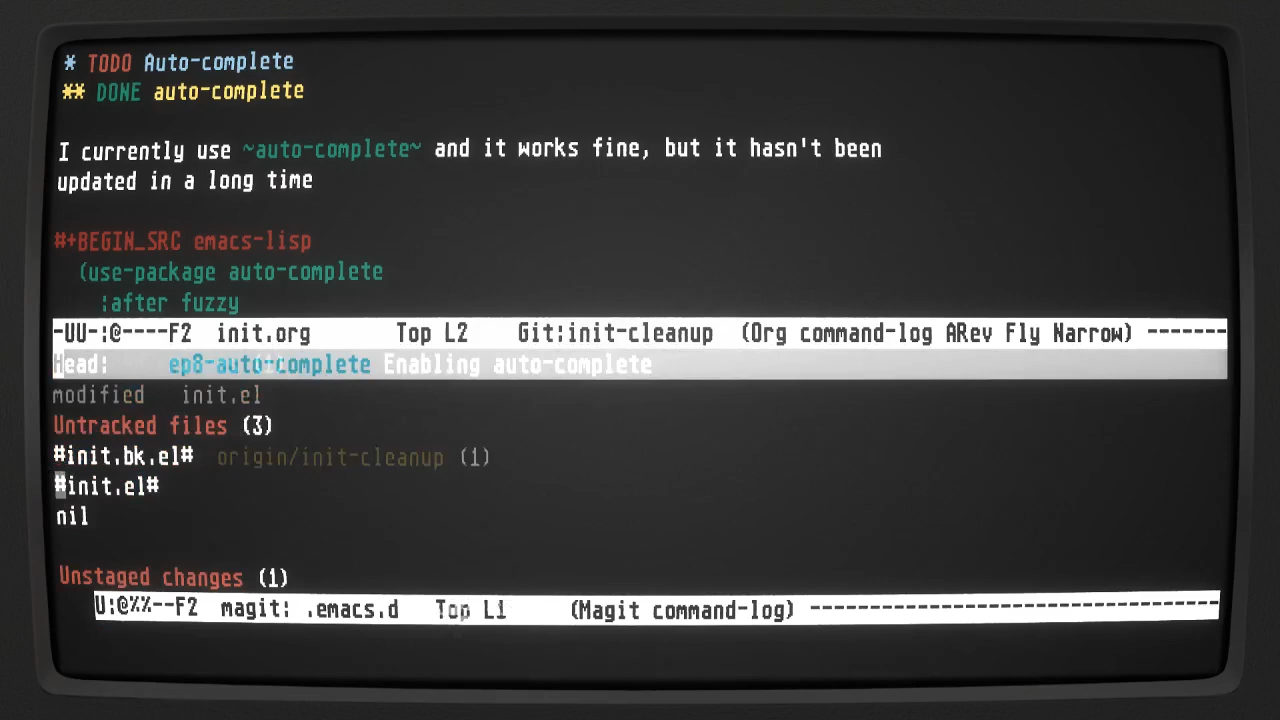 * TODO Auto-complete
** DONE auto-complete
I currently use ~auto-complete~ and it works fine, but it hasn't been
updated in a long time
#+BEGIN_SRC emacs-lisp
(use-package auto-complete
:after fuzzy
-UU-:@----F2 init.org Top L2 Git:init-cleanup (Org command-log ARev Fly Narrow) -------
Head: ep8-auto-complete Enabling auto-complete
modified init.el
Untracked files (3)
#init.bk.el# origin/init-cleanup (1)
#init.el#
nil
Unstaged changes (1)
U:@%%--F2 magit: .emacs.d Top L1 (Magit command-log) -----------------------------------